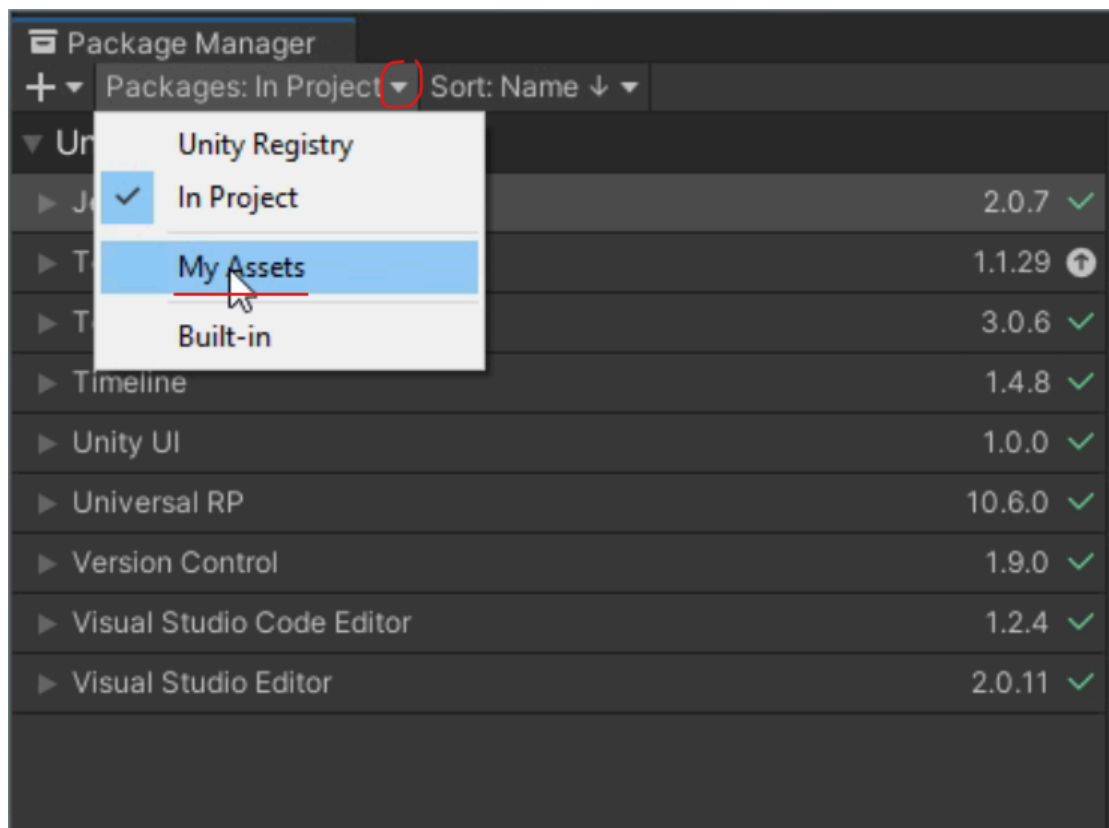 Package Manager
Packages: In Project Sort: Name ↓
Unity Registry
In Project
2.0.7
My Assets
1.1.29
3.0.6
Built-in
Timeline 1.4.8
Unity UI 1.0.0
Universal RP 10.6.0
Version Control 1.9.0
Visual Studio Code Editor 1.2.4
Visual Studio Editor 2.0.11